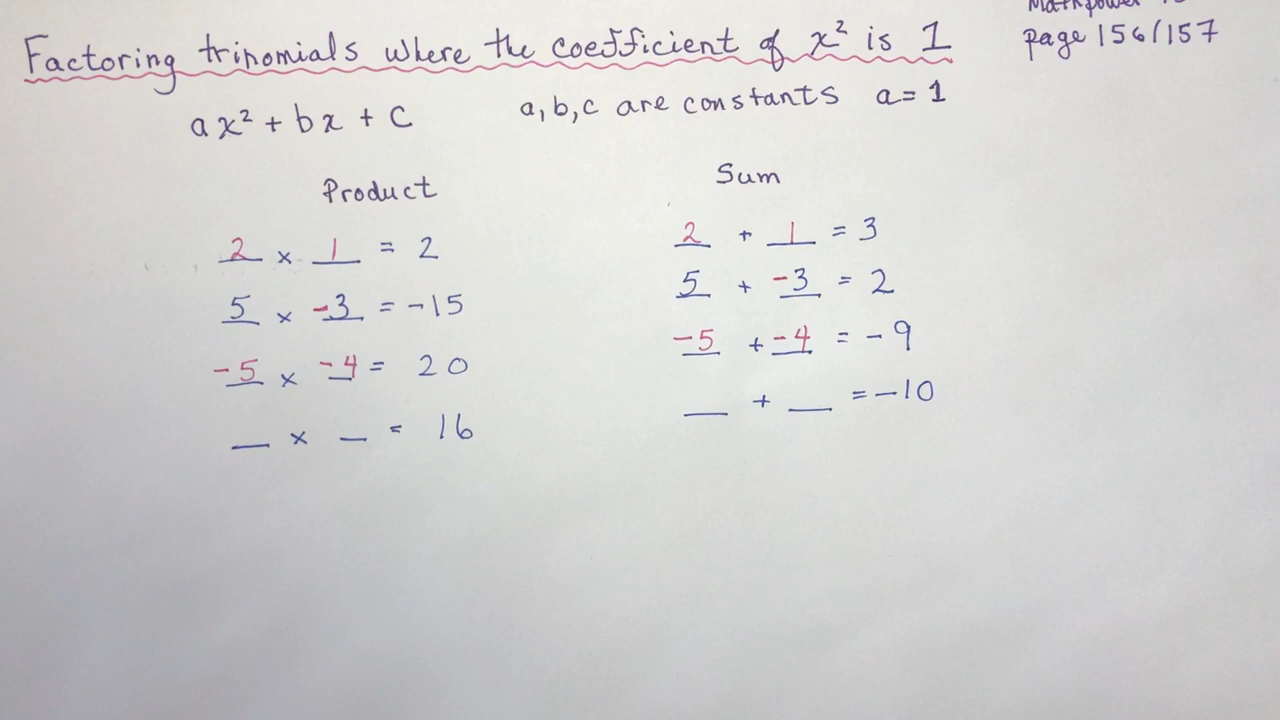 Mathpower
Factoring trinomials where the coefficient of x² is 1
page 156/157
ax² + bx + c
a,b,c are constants a=1
Product
Sum
2 × 1 = 2
2 + 1 = 3
5 × -3 = -15
5 + -3 = 2
-5 × -4 = 20
-5 + -4 = -9
__ × __ = 16
__ + __ = -10